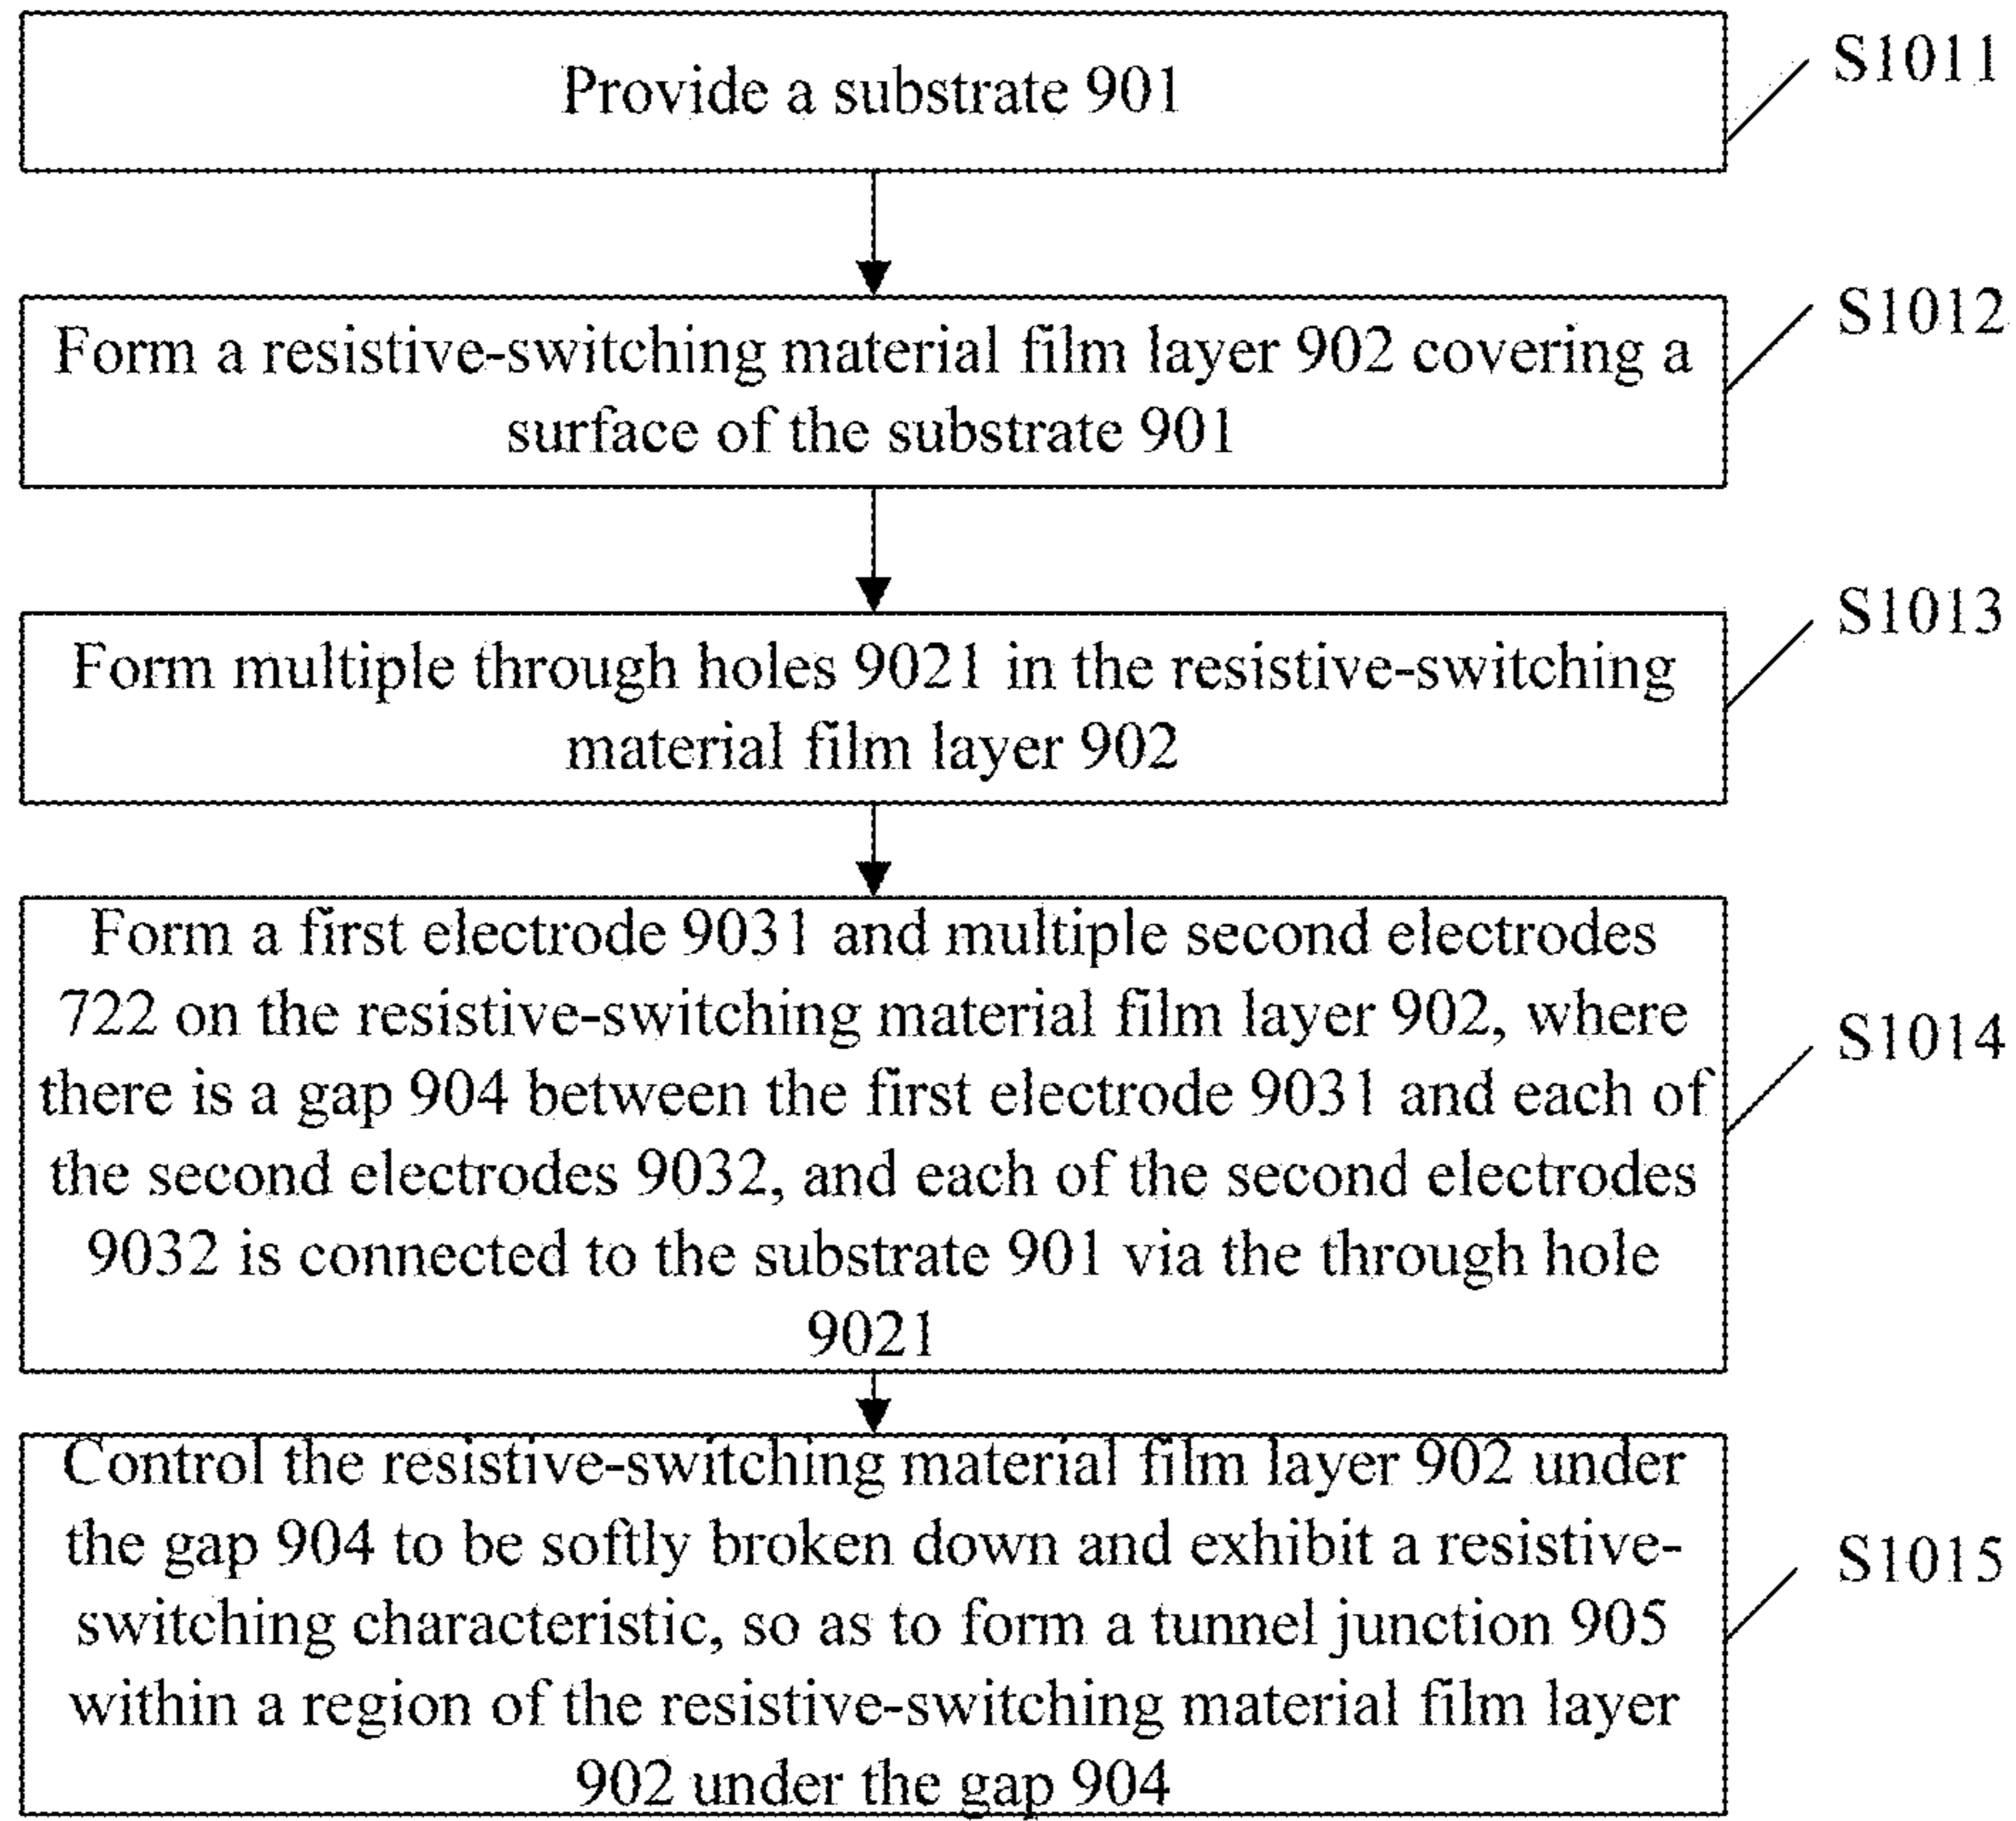 Provide a substrate 901
S1011
Form a resistive-switching material film layer 902 covering a
surface of the substrate 901
S1012
Form multiple through holes 9021 in the resistive-switching
material film layer 902
S1013
Form a first electrode 9031 and multiple second electrodes
722 on the resistive-switching material film layer 902, where
there is a gap 904 between the first electrode 9031 and each of
the second electrodes 9032, and each of the second electrodes
9032 is connected to the substrate 901 via the through hole
9021
S1014
Control the resistive-switching material film layer 902 under
the gap 904 to be softly broken down and exhibit a resistive-
switching characteristic, so as to form a tunnel junction 905
within a region of the resistive-switching material film layer
902 under the gap 904
S1015